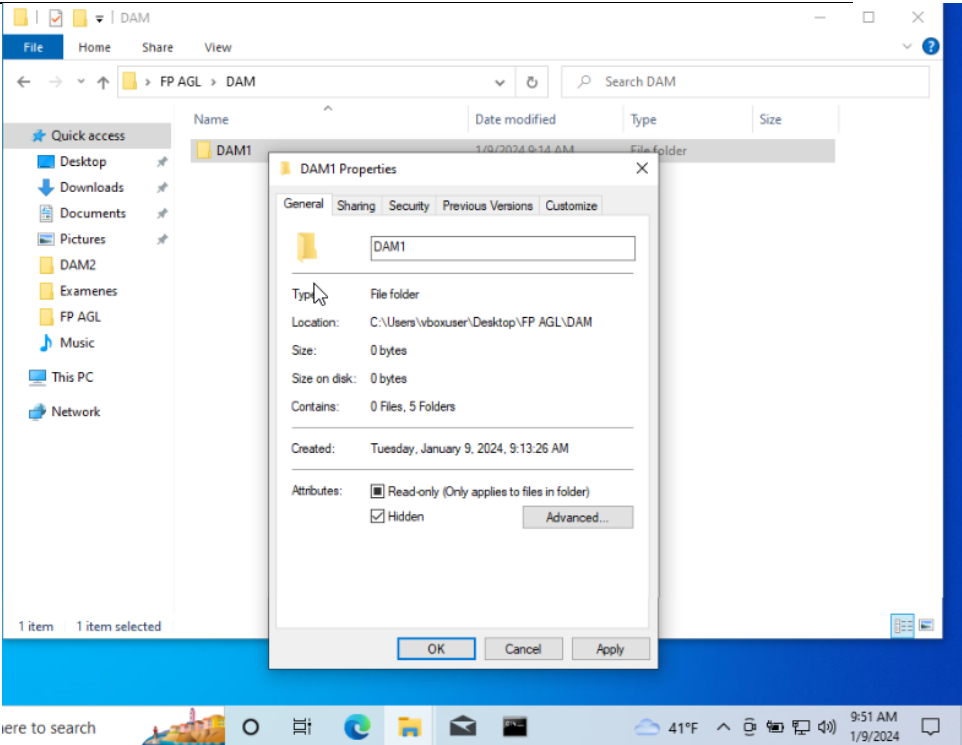 DAM
File Home Share View
FP AGL DAM
Search DAM
Name Date modified Type Size
Quick access
Desktop
Downloads
Documents
Pictures
DAM2
Examenes
FP AGL
Music
This PC
Network
DAM1 1/9/2024 9:14 AM File folder
DAM1 Properties
General Sharing Security Previous Versions Customize
DAM1
Type: File folder
Location: C:\Users\vboxuser\Desktop\FP AGL\DAM
Size: 0 bytes
Size on disk: 0 bytes
Contains: 0 Files, 5 Folders
Created: Tuesday, January 9, 2024, 9:13:26 AM
Attributes: Read-only (Only applies to files in folder)
Hidden Advanced...
OK Cancel Apply
1 item 1 item selected
here to search 41°F 9:51 AM
1/9/2024